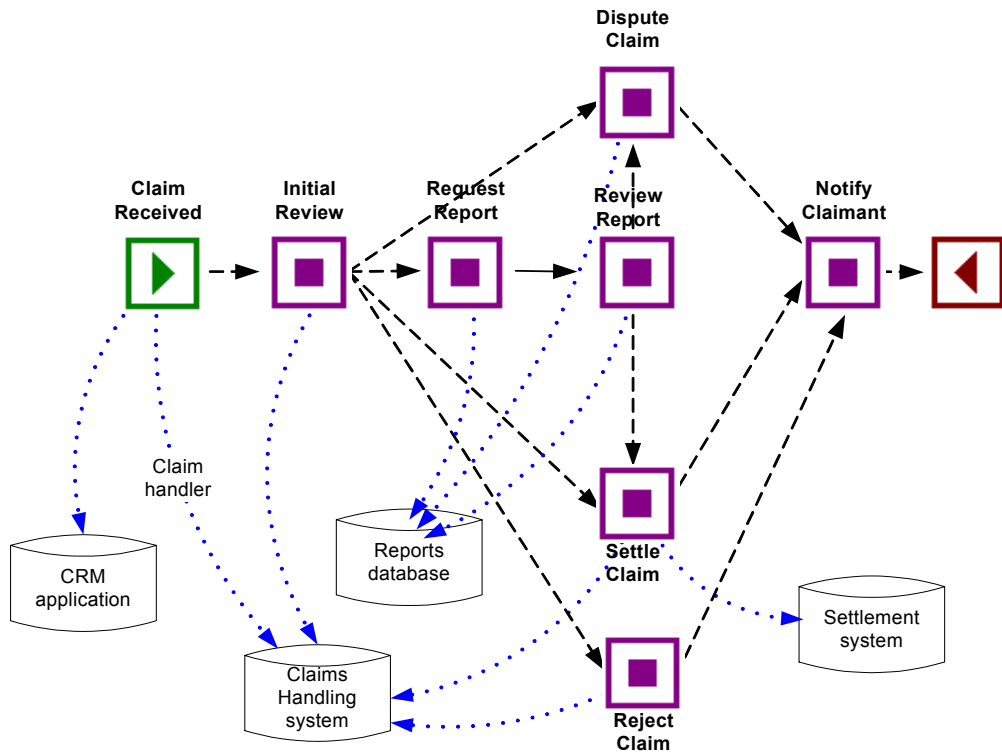 Dispute
Claim
Claim
Received
Initial
Review
Request
Report
Review
Report
Notify
Claimant
Claim
handler
CRM
application
Reports
database
Settle
Claim
Settlement
system
Claims
Handling
system
Reject
Claim